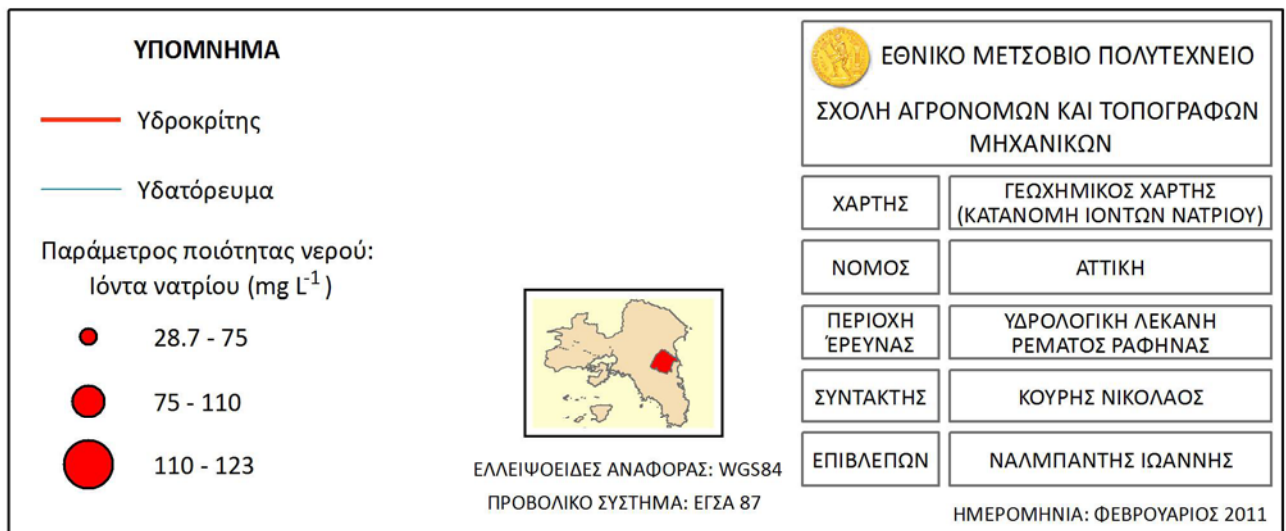 ΥΠΟΜΝΗΜΑ
Υδροκρίτης
Υδατόρευμα
Παράμετρος ποιότητας νερού:
Ιόντα νατρίου (mg L-1)
28.7 - 75
75 - 110
110 - 123
ΕΛΛΕΙΨΟΕΙΔΕΣ ΑΝΑΦΟΡΑΣ: WGS84
ΠΡΟΒΟΛΙΚΟ ΣΥΣΤΗΜΑ: ΕΓΣΑ 87
ΕΘΝΙΚΟ ΜΕΤΣΟΒΙΟ ΠΟΛΥΤΕΧΝΕΙΟ
ΣΧΟΛΗ ΑΓΡΟΝΟΜΩΝ ΚΑΙ ΤΟΠΟΓΡΑΦΩΝ
ΜΗΧΑΝΙΚΩΝ
ΧΑΡΤΗΣ
ΓΕΩΧΗΜΙΚΟΣ ΧΑΡΤΗΣ
(ΚΑΤΑΝΟΜΗ ΙΟΝΤΩΝ ΝΑΤΡΙΟΥ)
ΝΟΜΟΣ
ΑΤΤΙΚΗ
ΠΕΡΙΟΧΗ
ΈΡΕΥΝΑΣ
ΥΔΡΟΛΟΓΙΚΗ ΛΕΚΑΝΗ
ΡΕΜΑΤΟΣ ΡΑΦΗΝΑΣ
ΣΥΝΤΑΚΤΗΣ
ΚΟΥΡΗΣ ΝΙΚΟΛΑΟΣ
ΕΠΙΒΛΕΠΩΝ
ΝΑΛΜΠΑΝΤΗΣ ΙΩΑΝΝΗΣ
ΗΜΕΡΟΜΗΝΙΑ: ΦΕΒΡΟΥΑΡΙΟΣ 2011